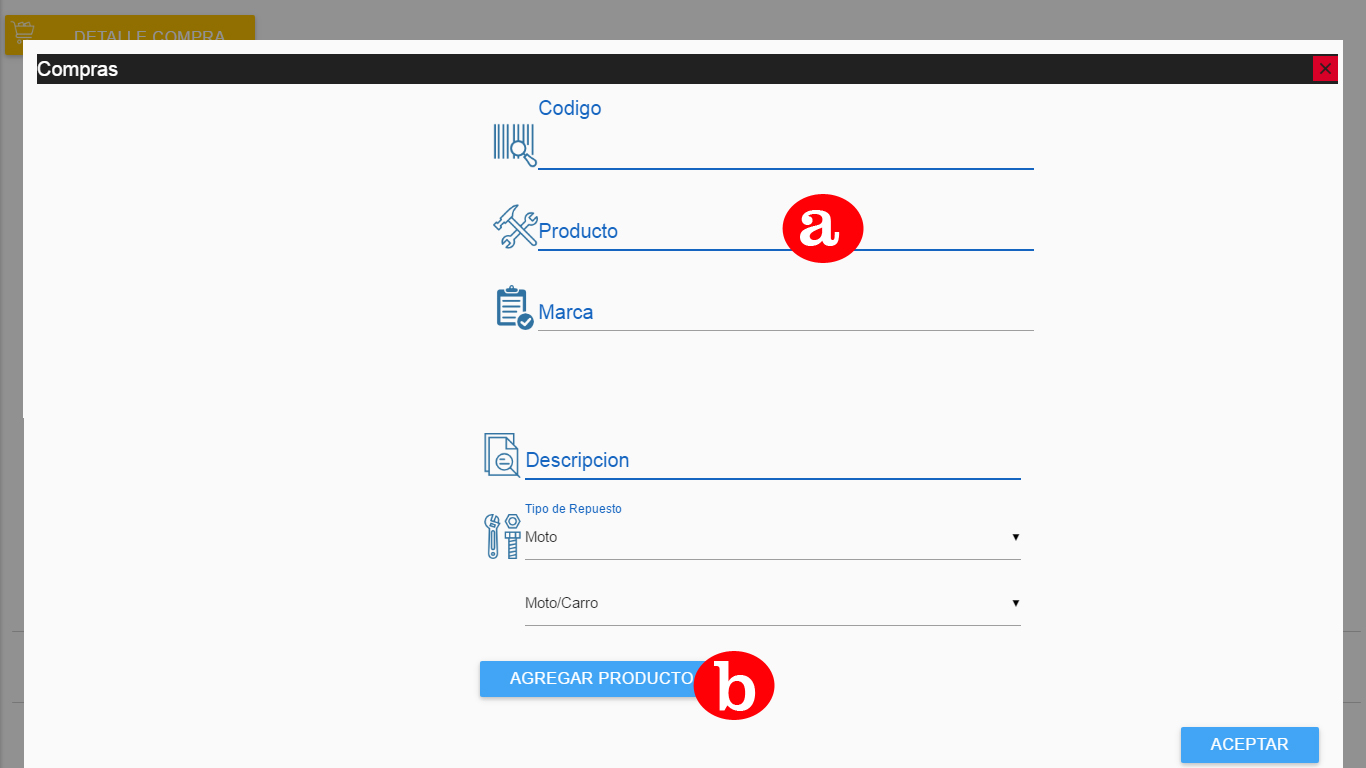 DETALLE COMPRA
Compras
Codigo
Producto
a
Marca
Descripcion
Tipo de Repuesto
Moto
Moto/Carro
AGREGAR PRODUCTO
b
ACEPTAR